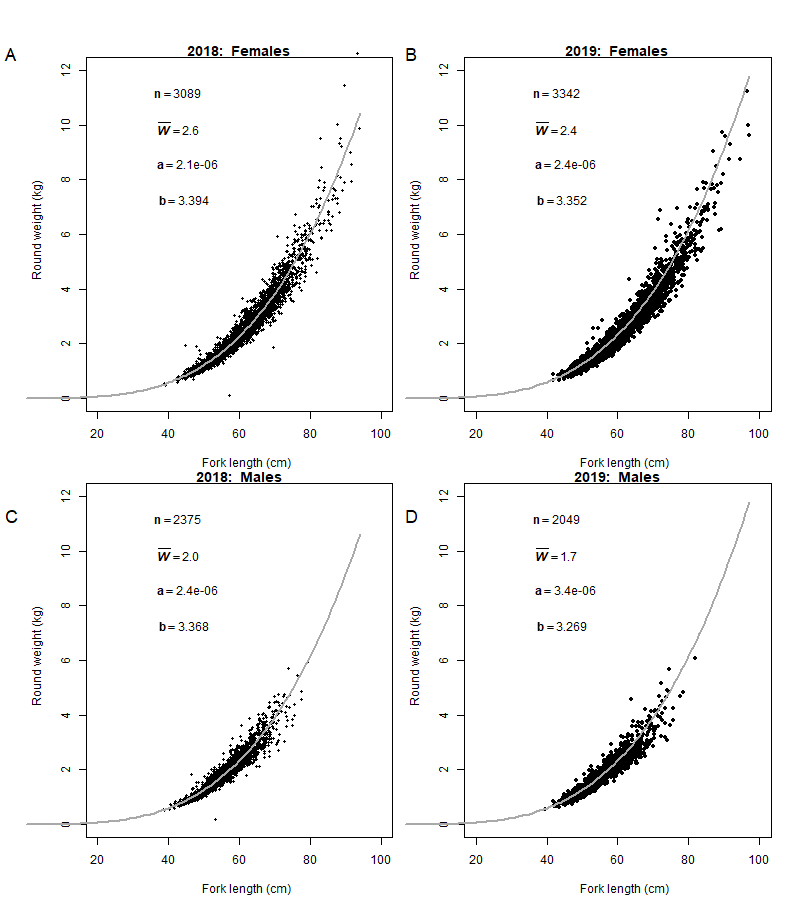 A
2018: Females
12
10
8
6
4
2
0
Round weight (kg)
n = 3089
W = 2.6
a = 2.1e-06
b = 3.394
20 40 60 80 100
Fork length (cm)
B
2019: Females
12
10
8
6
4
2
0
Round weight (kg)
n = 3342
W = 2.4
a = 2.4e-06
b = 3.352
20 40 60 80 100
Fork length (cm)
C
2018: Males
12
10
8
6
4
2
0
Round weight (kg)
n = 2375
W = 2.0
a = 2.4e-06
b = 3.368
20 40 60 80 100
Fork length (cm)
D
2019: Males
12
10
8
6
4
2
0
Round weight (kg)
n = 2049
W = 1.7
a = 3.4e-06
b = 3.269
20 40 60 80 100
Fork length (cm)